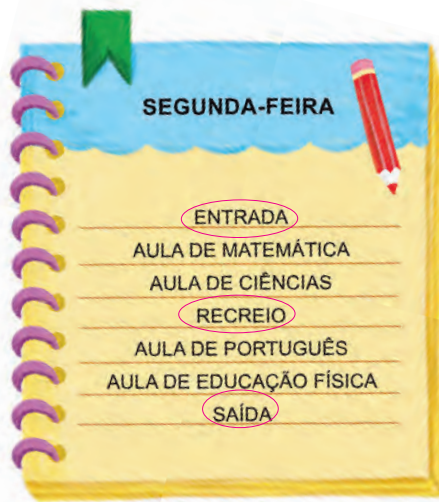 SEGUNDA-FEIRA
ENTRADA
AULA DE MATEMÁTICA
AULA DE CIÊNCIAS
RECREIO
AULA DE PORTUGUÊS
AULA DE EDUCAÇÃO FÍSICA
SAÍDA